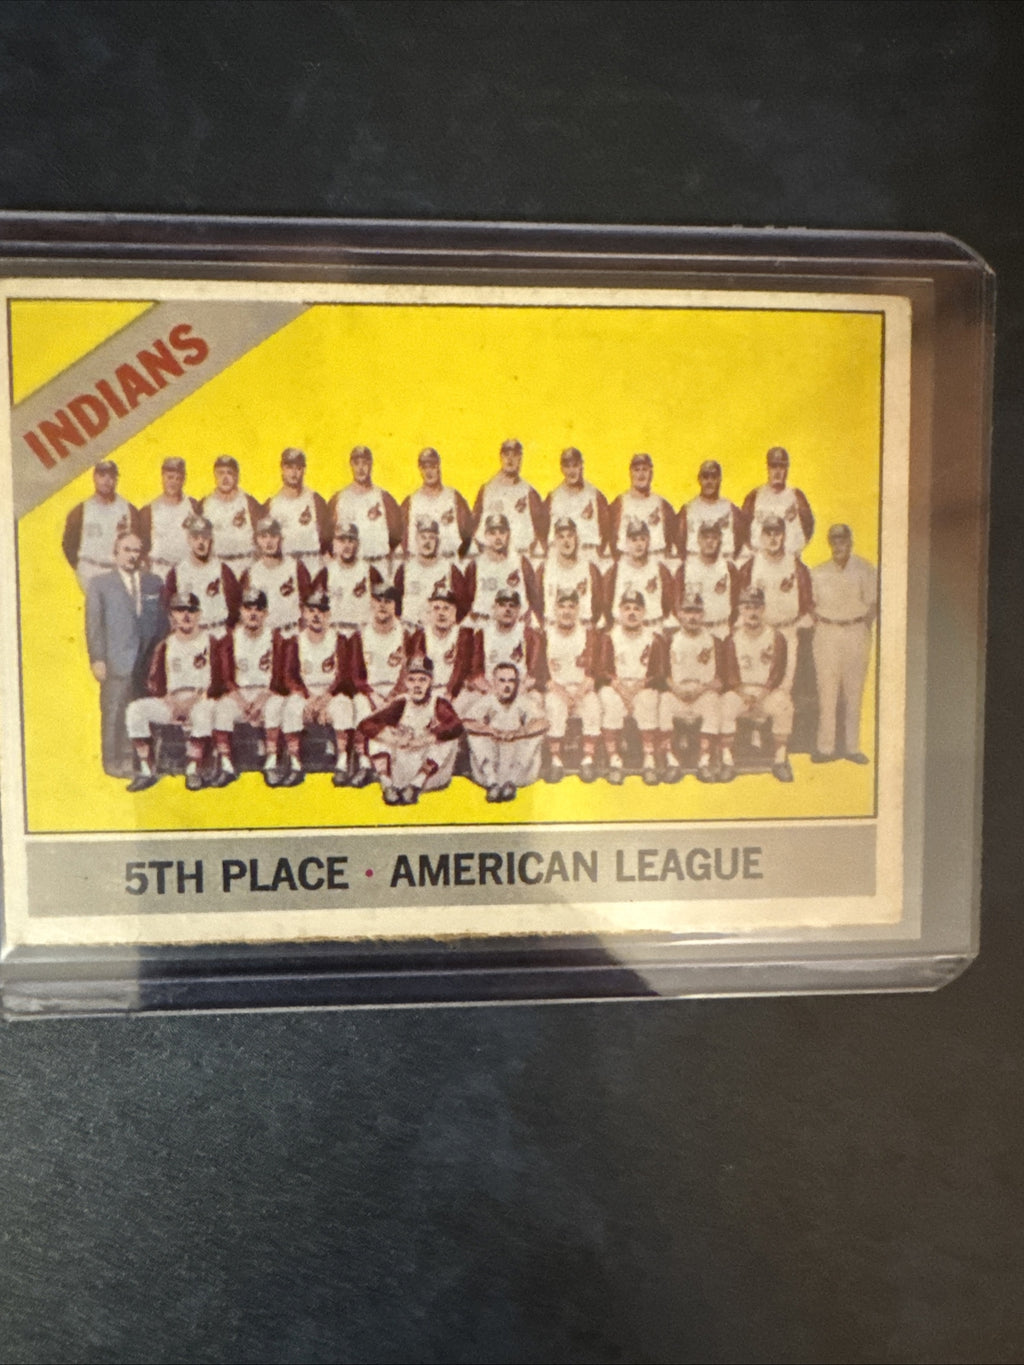 INDIANS
5TH PLACE · AMERICAN LEAGUE